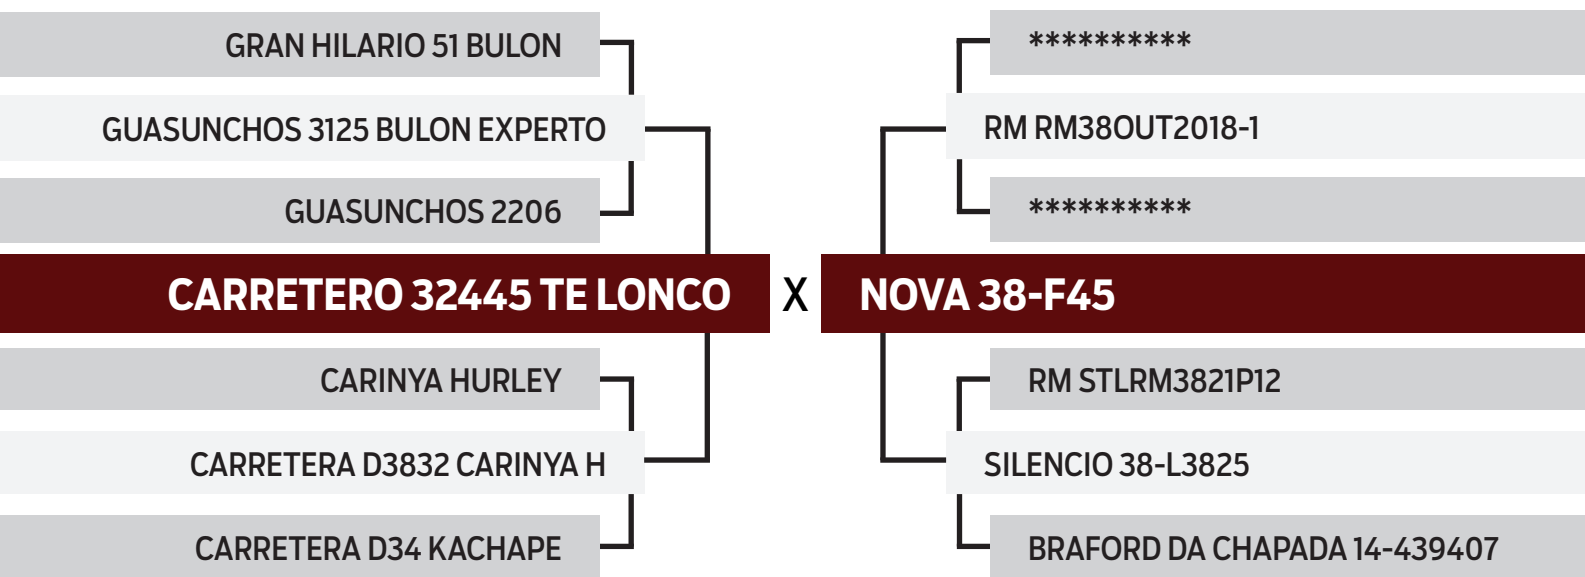 GRAN HILARIO 51 BULON
GUASUNCHOS 3125 BULON EXPERTO
GUASUNCHOS 2206
CARRETERO 32445 TE LONCO
CARINYA HURLEY
CARRETERA D3832 CARINYA H
CARRETERA D34 KACHAPE
X
**********
RM RM38OUT2018-1
**********
NOVA 38-F45
RM STLRM3821P12
SILENCIO 38-L3825
BRAFORD DA CHAPADA 14-439407